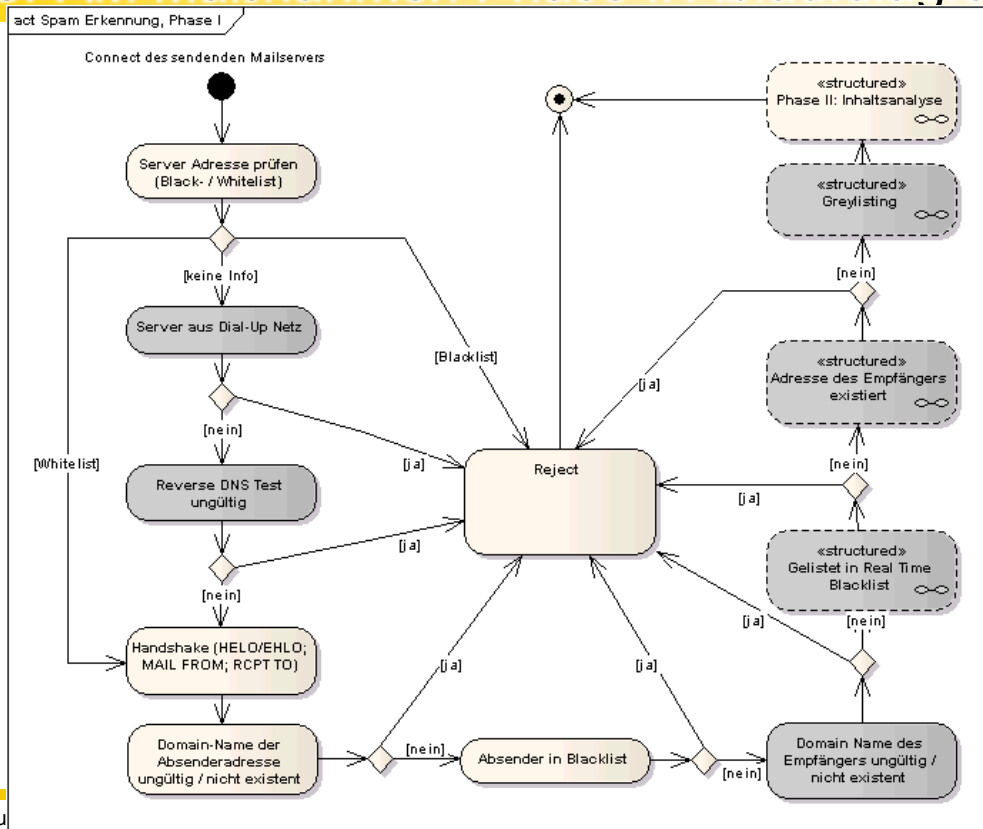 act Spam Erkennung, Phase I
Connect des sendenden Mailservers
Server Adresse prüfen
(Black- / Whitelist)
[keine Info]
[Blacklist]
[Whitelist]
Server aus Dial-Up Netz
[nein]
[ja]
Reverse DNS Test
ungültig
[ja]
[nein]
Handshake (HELO/EHLO;
MAIL FROM; RCPT TO)
Domain-Name der
Absenderadresse
ungültig / nicht existent
[nein]
[ja]
Absender in Blacklist
[nein]
[ja]
Domain Name des
Empfängers ungültig /
nicht existent
[ja]
[nein]
«structured»
Gelistet in Real Time
Blacklist
[ja]
[nein]
«structured»
Adresse des Empfängers
existiert
[ja]
[nein]
«structured»
Greylisting
«structured»
Phase II: Inhaltsanalyse
Reject